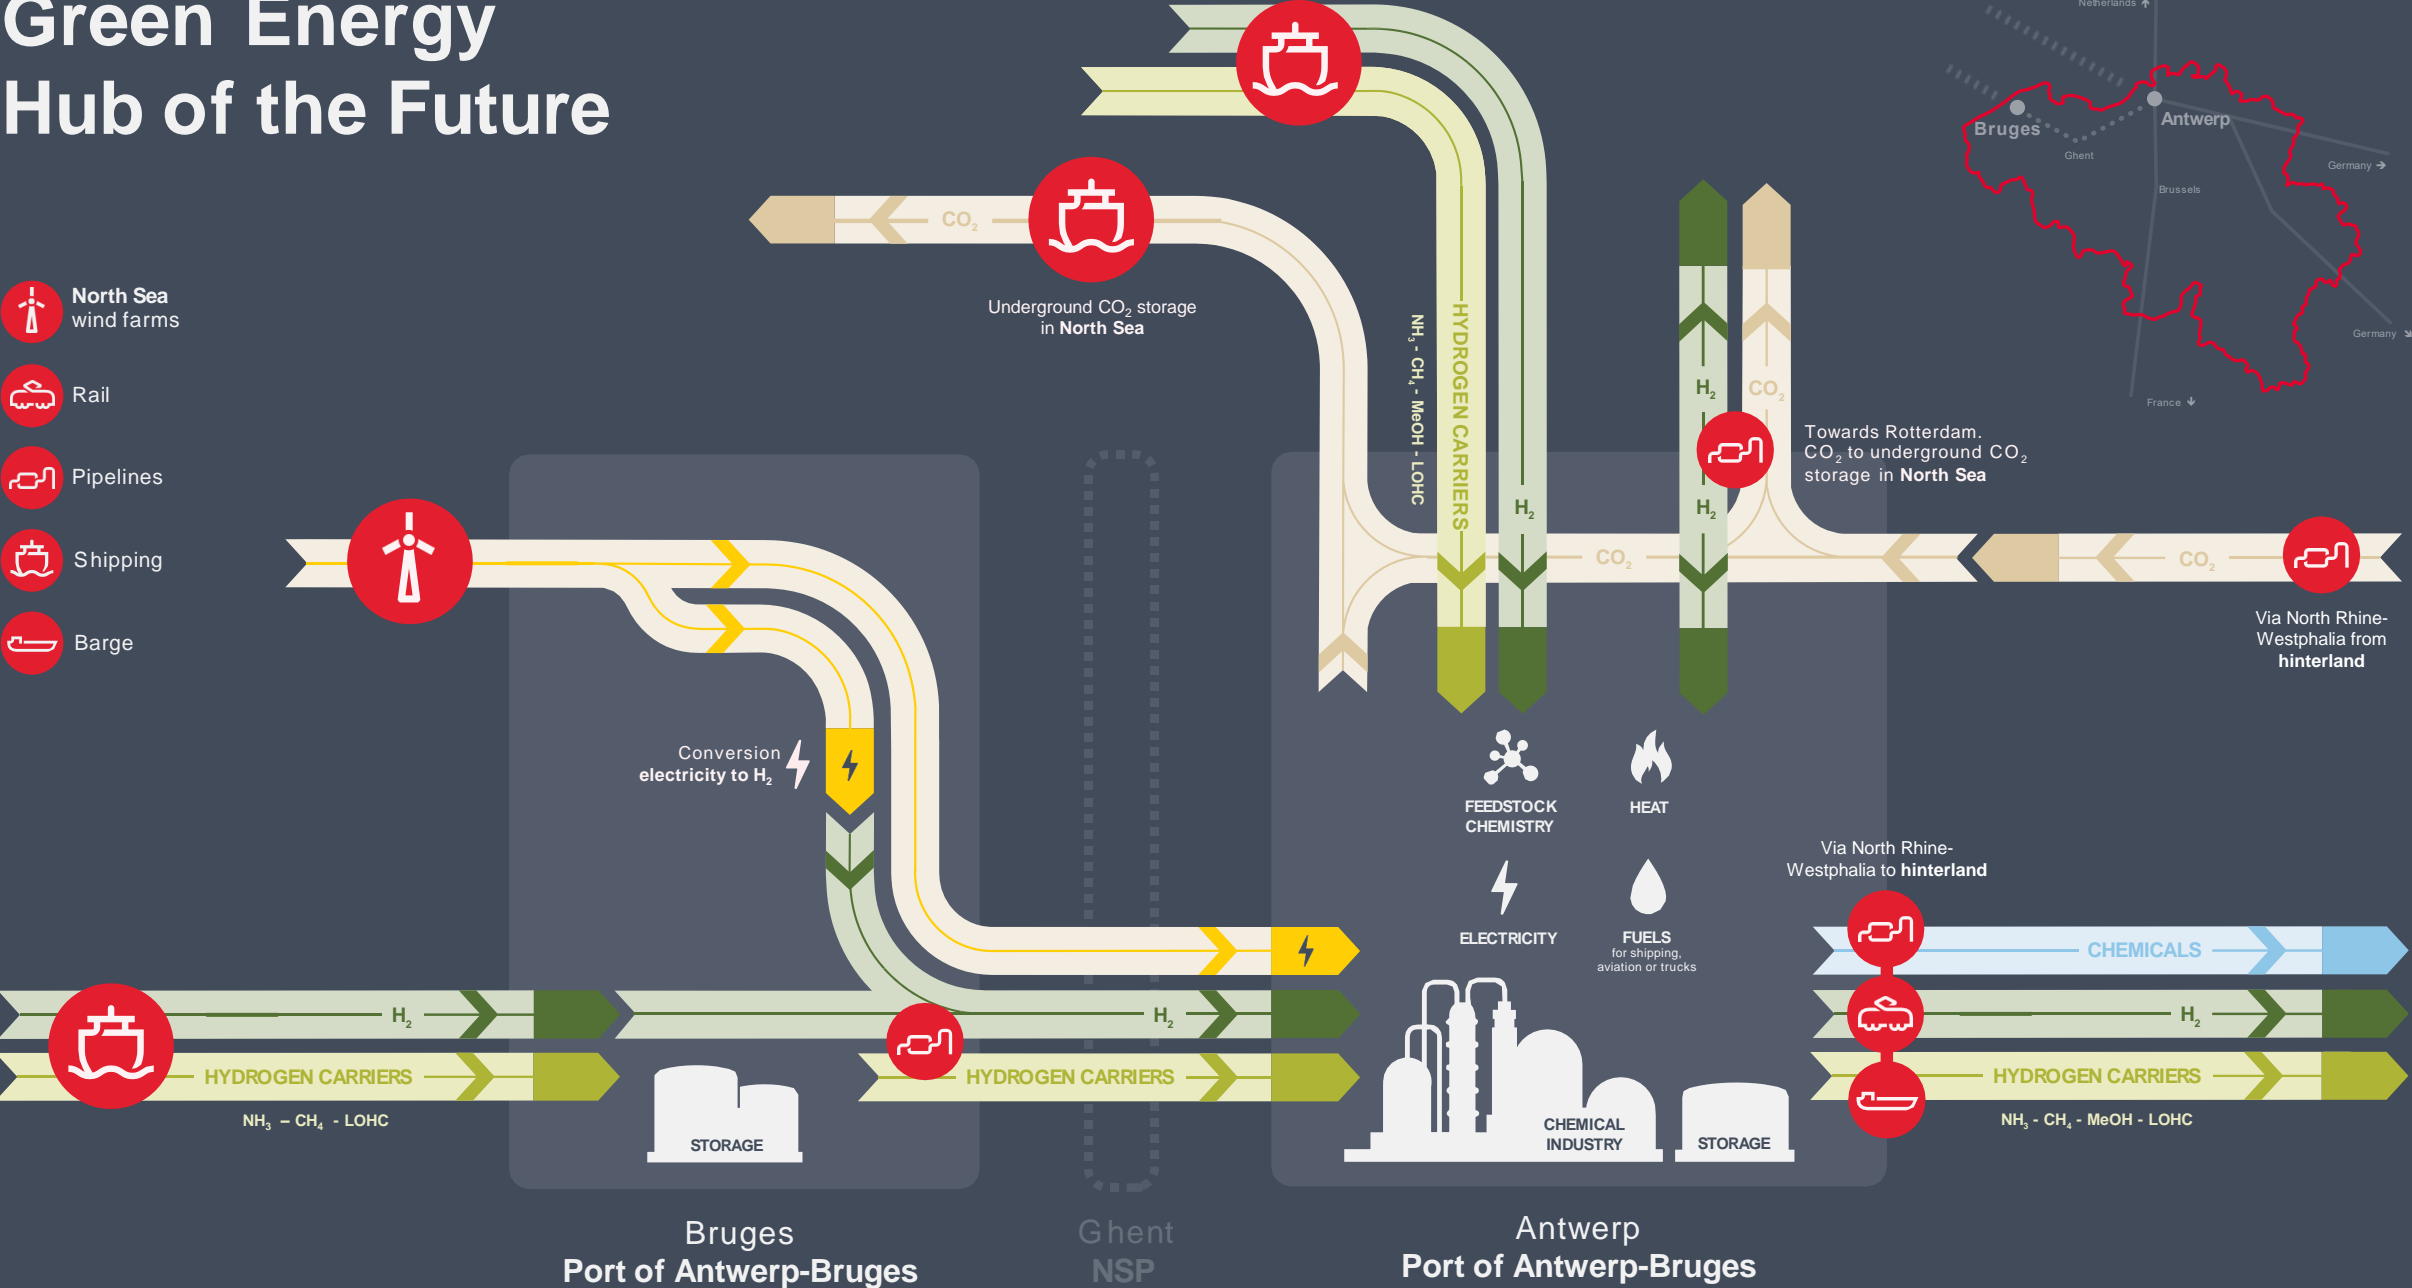 Green Energy
Hub of the Future
Netherlands
Bruges
Antwerp
Ghent
Germany
Brussels
Germany
France
North Sea
wind farms
Rail
Pipelines
Shipping
Barge
CO₂
Underground CO₂ storage
in North Sea
NH₃ - CH₄ - MeOH - LOHC
HYDROGEN CARRIERS
H₂
H₂
CO₂
H₂
Towards Rotterdam.
CO₂ to underground CO₂
storage in North Sea
CO₂
CO₂
Via North Rhine-
Westphalia from
hinterland
Conversion
electricity to H₂
FEEDSTOCK
CHEMISTRY
HEAT
ELECTRICITY
FUELS
for shipping,
aviation or trucks
Via North Rhine-
Westphalia to hinterland
CHEMICALS
H₂
H₂
H₂
HYDROGEN CARRIERS
HYDROGEN CARRIERS
HYDROGEN CARRIERS
NH₃ – CH₄ - LOHC
NH₃ - CH₄ - MeOH - LOHC
STORAGE
CHEMICAL
INDUSTRY
STORAGE
Bruges
Port of Antwerp-Bruges
Ghent
NSP
Antwerp
Port of Antwerp-Bruges